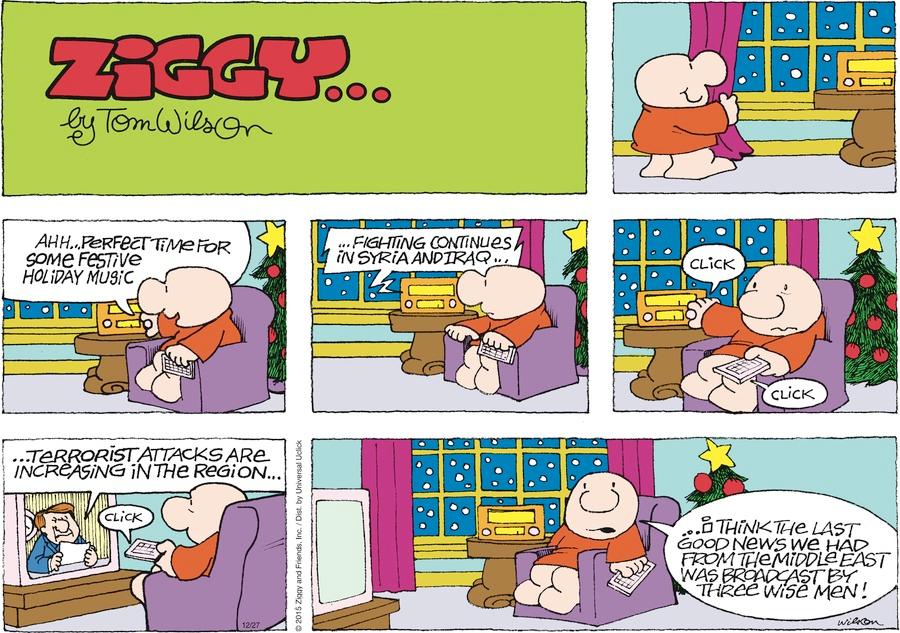 ZiGGY...
by Tom Wilson
AHH...PERFECT TIME FOR
SOME FESTIVE
HOLIDAY MUSIC
...FIGHTING CONTINUES
iN SYRIA AND IRAQ...
CLiCK
CLiCK
...TERRORIST ATTACKS ARE
INCREASING IN THE REGION...
CLICK
12/27
© 2015 Ziggy and Friends, Inc. / Dist. by Universal Uclick
...i THINK THE LAST
GOOD NEWS WE HAD
FROM THE MIDDLE EAST
WAS BROADCAST BY
THREE WiSE MEN!
WiLSON